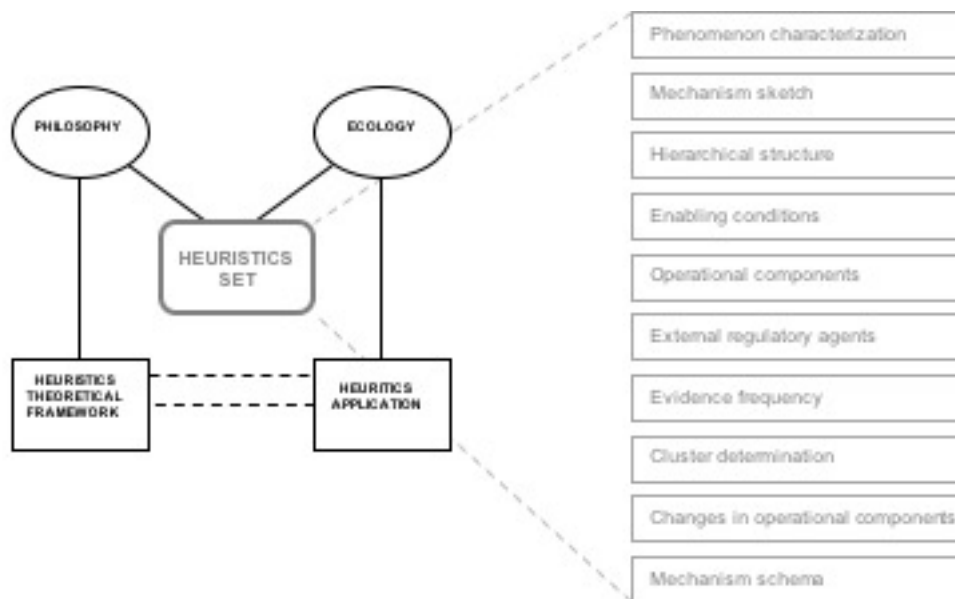 PHILOSOPHY
ECOLOGY
HEURISTICS
SET
HEURISTICS
THEORETICAL
FRAMEWORK
HEURITICS
APPLICATION
Phenomenon characterization
Mechanism sketch
Hierarchical structure
Enabling conditions
Operational components
External regulatory agents
Evidence frequency
Cluster determination
Changes in operational components
Mechanism schema